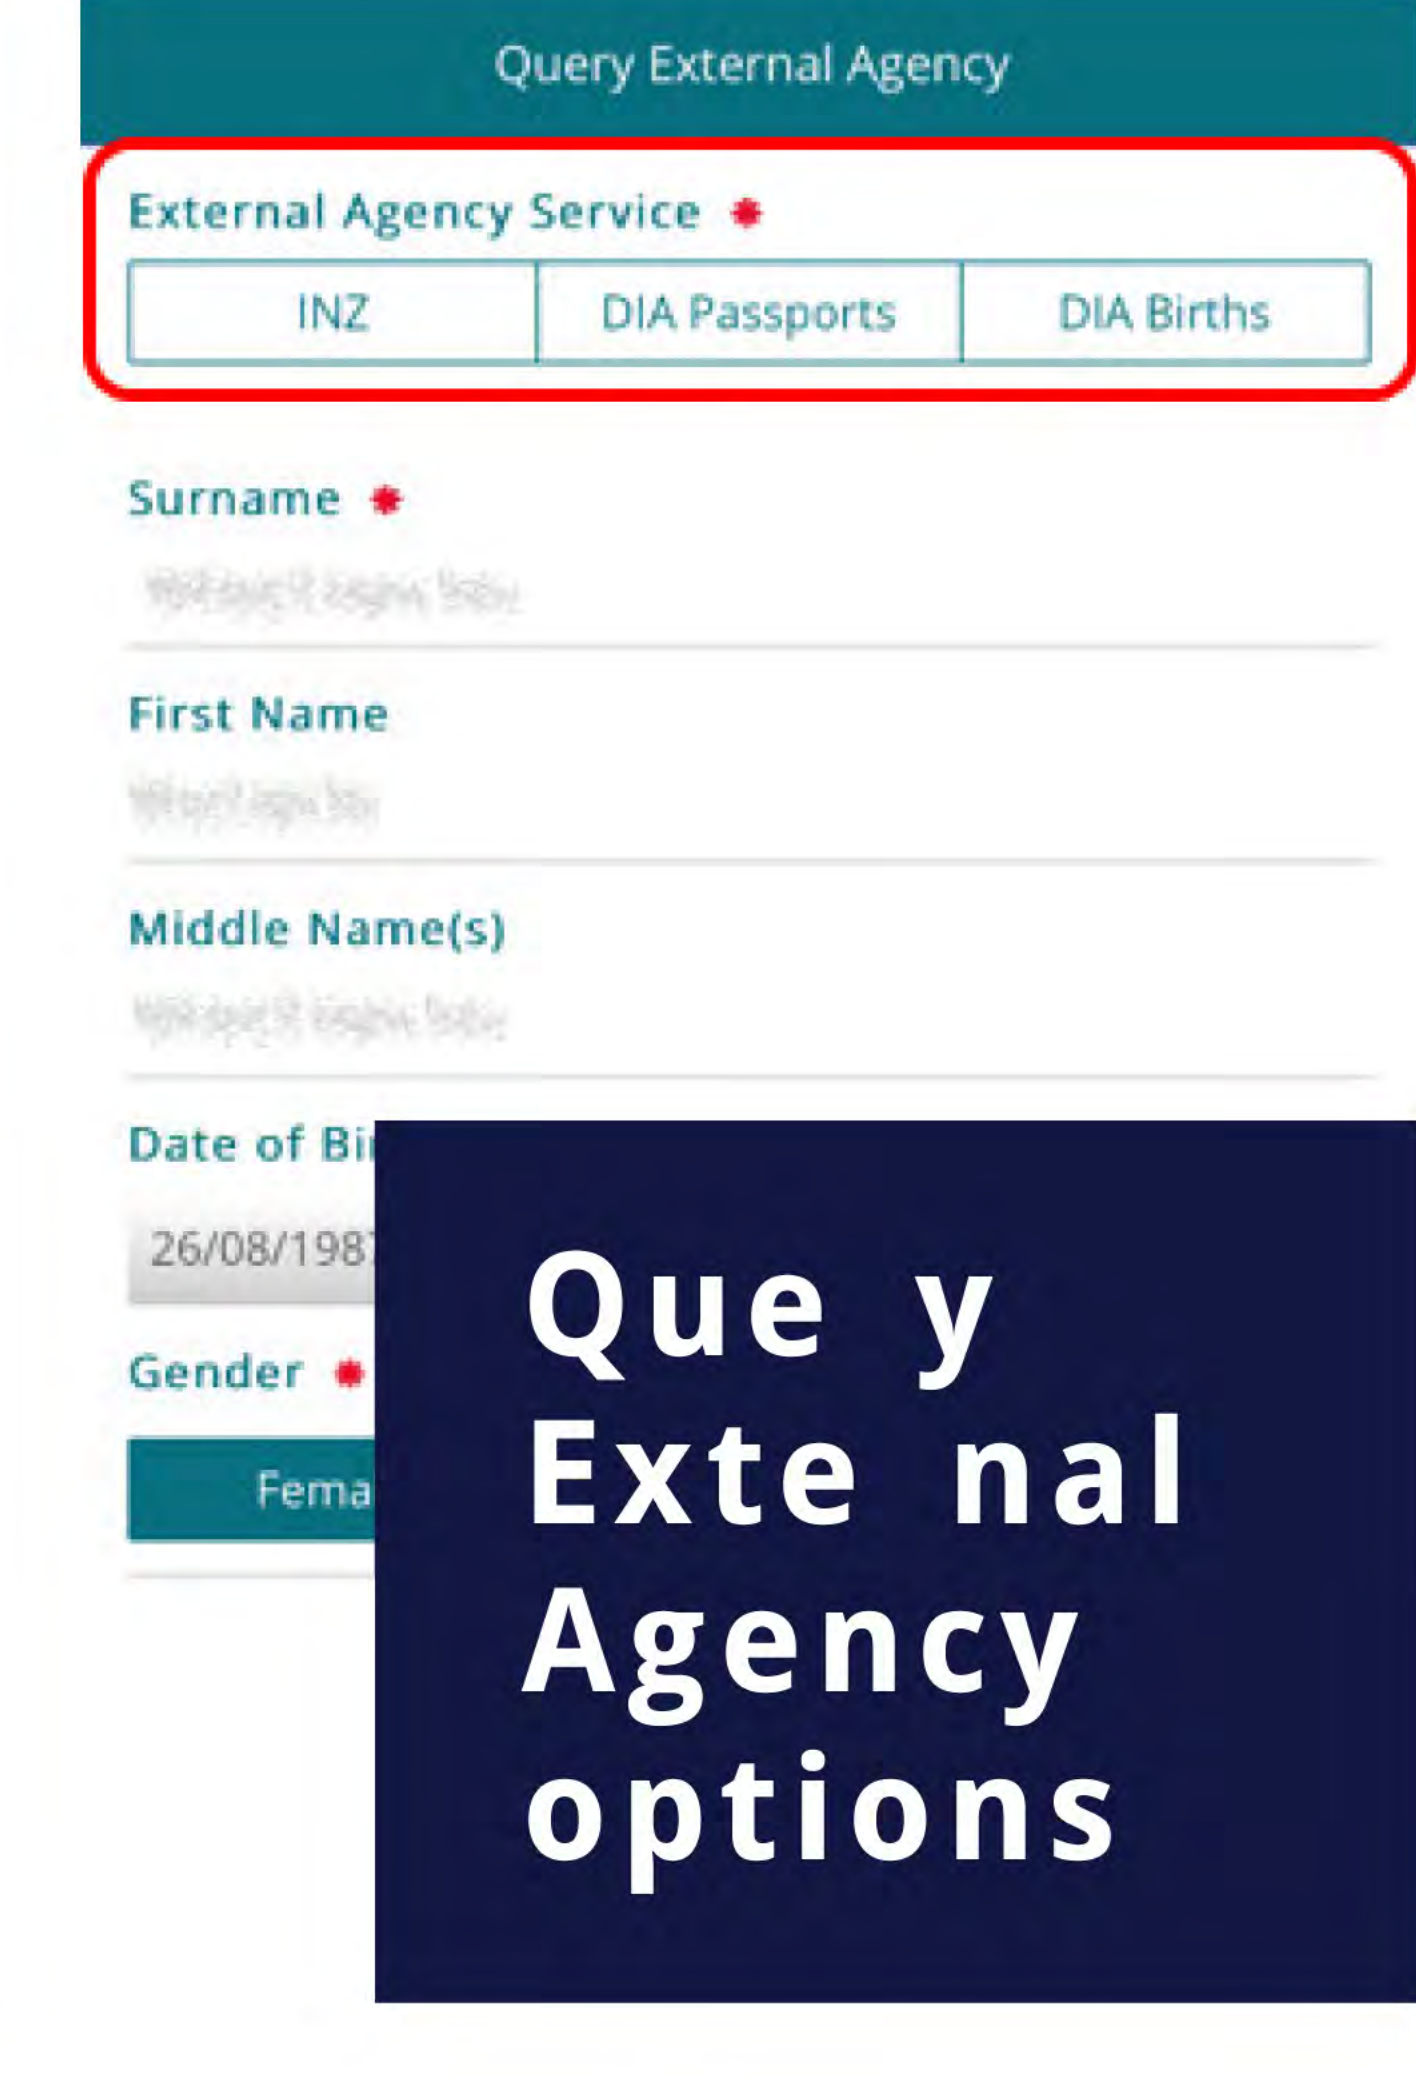 Query External Agency
External Agency Service *
INZ DIA Passports DIA Births
Surname *
First Name
Middle Name(s)
Date of Bi
26/08/198
Gender *
Fema
Que y
Exte nal
Agency
options